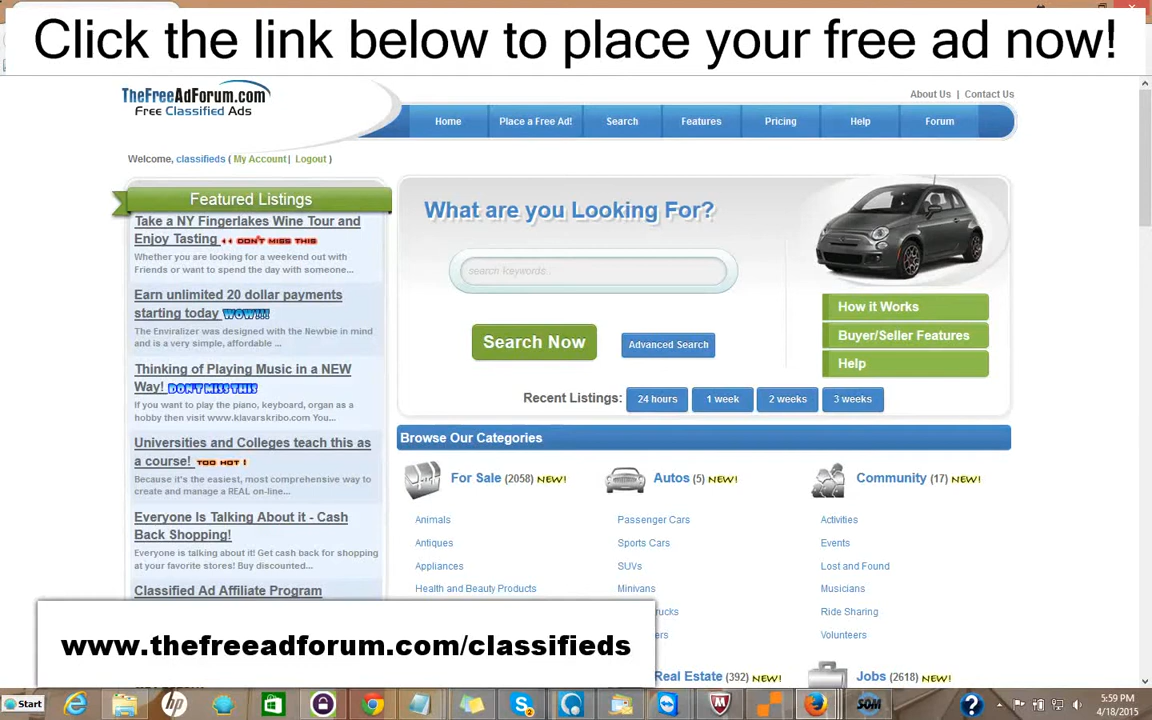 Click the link below to place your free ad now!
TheFreeAdForum.com
Free Classified Ads
About Us | Contact Us
Home Place a Free Ad! Search Features Pricing Help Forum
Welcome, classifieds ( My Account | Logout )
Featured Listings
Take a NY Fingerlakes Wine Tour and
Enjoy Tasting DON'T MISS THIS
Whether you are looking for a weekend out with
Friends or want to spend the day with someone...
Earn unlimited 20 dollar payments
starting today WOW!!!
The Enviralizer was designed with the Newbie in mind
and is a very simple, affordable ...
Thinking of Playing Music in a NEW
Way! DON'T MISS THIS
If you want to play the piano, keyboard, organ as a
hobby then visit www.klavarskribo.com You...
Universities and Colleges teach this as
a course! TOO HOT !
Because it's the easiest, most comprehensive way to
create and manage a REAL on-line...
Everyone Is Talking About it - Cash
Back Shopping!
Everyone is talking about it! Get cash back for shopping
at your favorite stores! Buy discounted...
Classified Ad Affiliate Program
What are you Looking For?
search keywords...
Search Now Advanced Search
How it Works
Buyer/Seller Features
Help
Recent Listings: 24 hours 1 week 2 weeks 3 weeks
Browse Our Categories
For Sale (2058) NEW!
Animals
Antiques
Appliances
Health and Beauty Products
Autos (5) NEW!
Passenger Cars
Sports Cars
SUVs
Minivans
Community (17) NEW!
Activities
Events
Lost and Found
Musicians
Ride Sharing
Volunteers
Real Estate (392) NEW!
Jobs (2618) NEW!
www.thefreeadforum.com/classifieds
Start
5:59 PM
4/18/2015